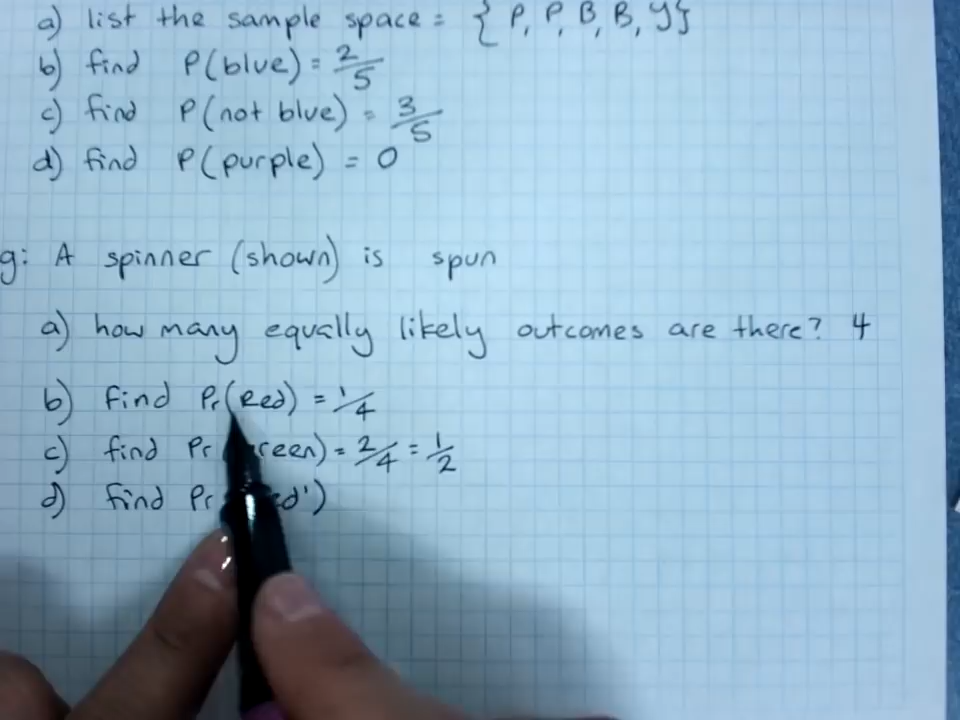 a) list the sample space = { P, P, B, B, Y}
b) find P(blue) = 2/5
c) find P(not blue) = 3/5
d) find P(purple) = 0
g: A spinner (shown) is spun
a) how many equally likely outcomes are there? 4
b) find Pr(Red) = 1/4
c) find Pr reen) = 2/4 = 1/2
d) find Pr ed')